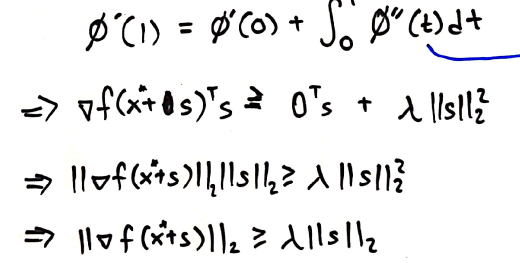 φ'(1) = φ'(0) + ∫₀¹ φ''(t)dt
⇒ ∇f(x*+s)ᵀs ≥ 0ᵀs + λ||s||₂²
⇒ ||∇f(x*+s)||₂||s||₂ ≥ λ||s||₂²
⇒ ||∇f(x*+s)||₂ ≥ λ||s||₂